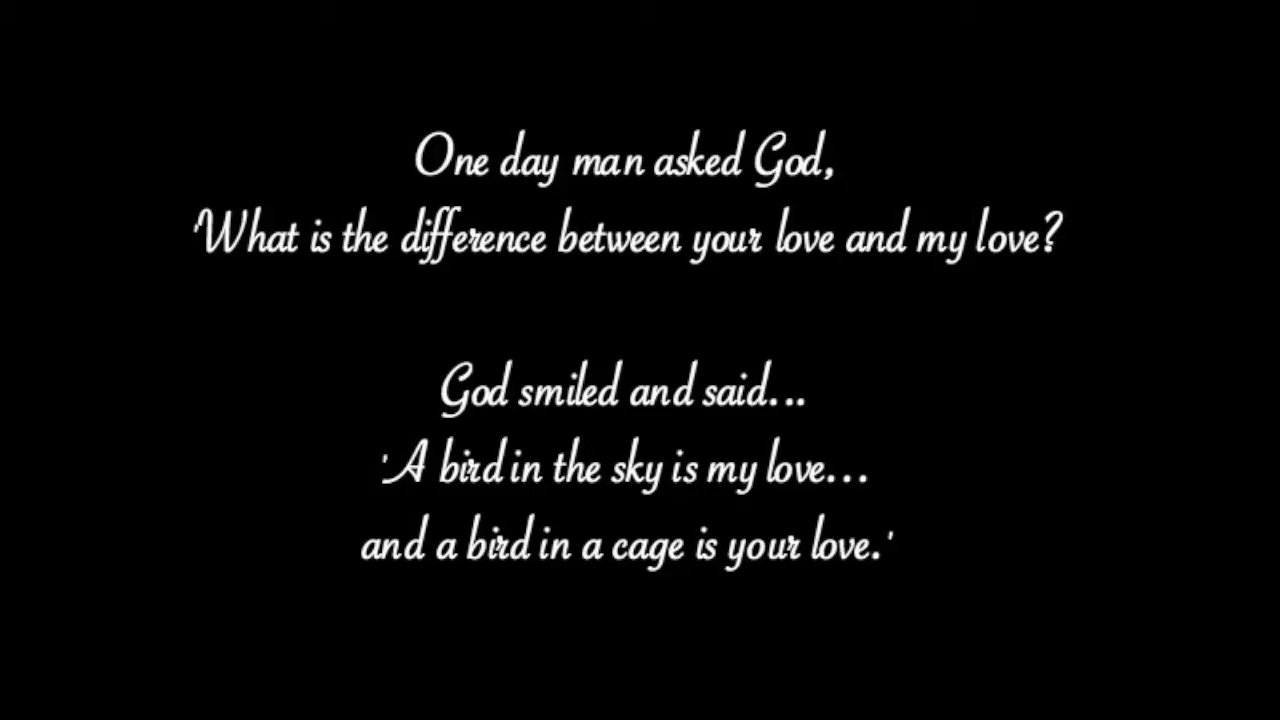 One day man asked God,
'What is the difference between your love and my love?
God smiled and said...
'A bird in the sky is my love...
and a bird in a cage is your love.'